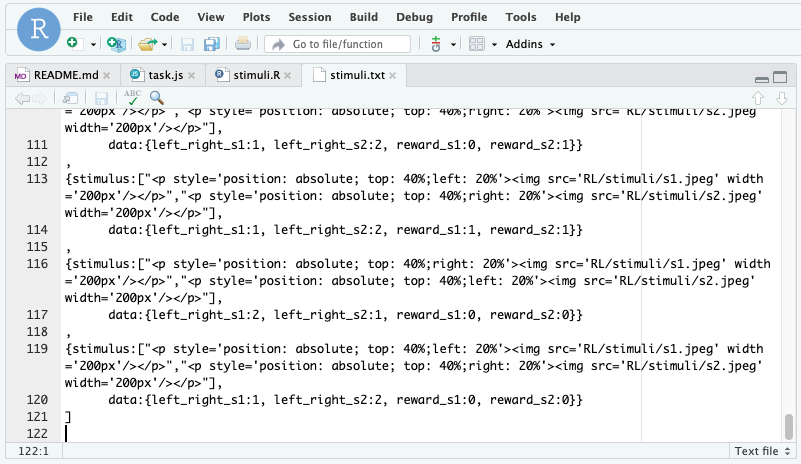 R
File Edit Code View Plots Session Build Debug Profile Tools Help
Go to file/function
Addins
MD README.md × JS task.js × R stimuli.R × stimuli.txt ×
ABC
='200px'/></p>","<p style='position: absolute; top: 40%;right: 20%'><img src='RL/stimuli/s2.jpeg'
width='200px'/></p>"],
111 data:{left_right_s1:1, left_right_s2:2, reward_s1:0, reward_s2:1}}
112
,
113 {stimulus:["<p style='position: absolute; top: 40%;left: 20%'><img src='RL/stimuli/s1.jpeg' width
='200px'/></p>","<p style='position: absolute; top: 40%;right: 20%'><img src='RL/stimuli/s2.jpeg'
width='200px'/></p>"],
114 data:{left_right_s1:1, left_right_s2:2, reward_s1:1, reward_s2:1}}
115
,
116 {stimulus:["<p style='position: absolute; top: 40%;right: 20%'><img src='RL/stimuli/s1.jpeg' width
='200px'/></p>","<p style='position: absolute; top: 40%;left: 20%'><img src='RL/stimuli/s2.jpeg'
width='200px'/></p>"],
117 data:{left_right_s1:2, left_right_s2:1, reward_s1:0, reward_s2:0}}
118
,
119 {stimulus:["<p style='position: absolute; top: 40%;left: 20%'><img src='RL/stimuli/s1.jpeg' width
='200px'/></p>","<p style='position: absolute; top: 40%;right: 20%'><img src='RL/stimuli/s2.jpeg'
width='200px'/></p>"],
120 data:{left_right_s1:1, left_right_s2:2, reward_s1:0, reward_s2:0}}
121 ]
122
122:1 Text file